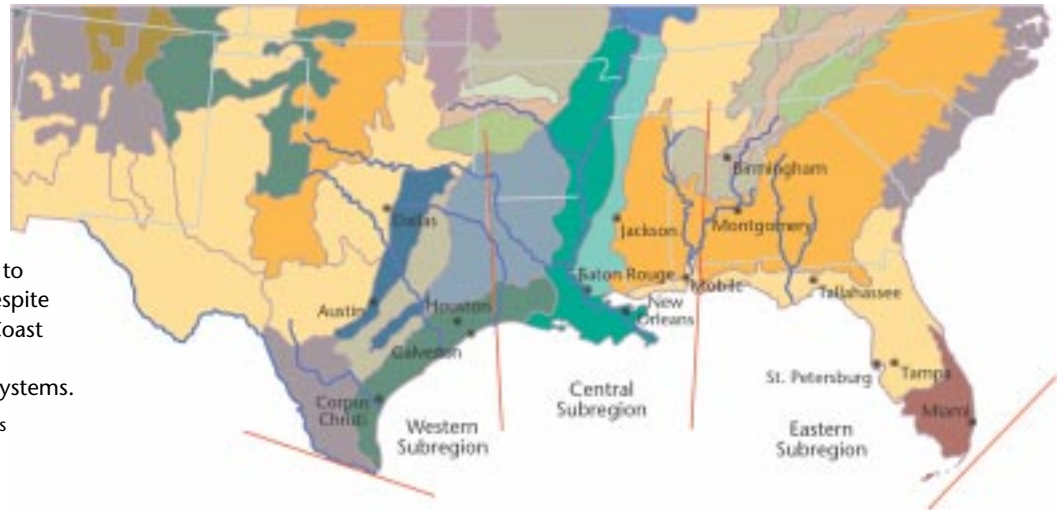 to
espite
Coast
ystems.
s
Dallas
Austin
Houston
Galveston
Corpus
Christi
Western
Subregion
Jackson
Baton Rouge
New
Orleans
Mobile
Central
Subregion
Birmingham
Montgomery
Tallahassee
St. Petersburg
Tampa
Miami
Eastern
Subregion